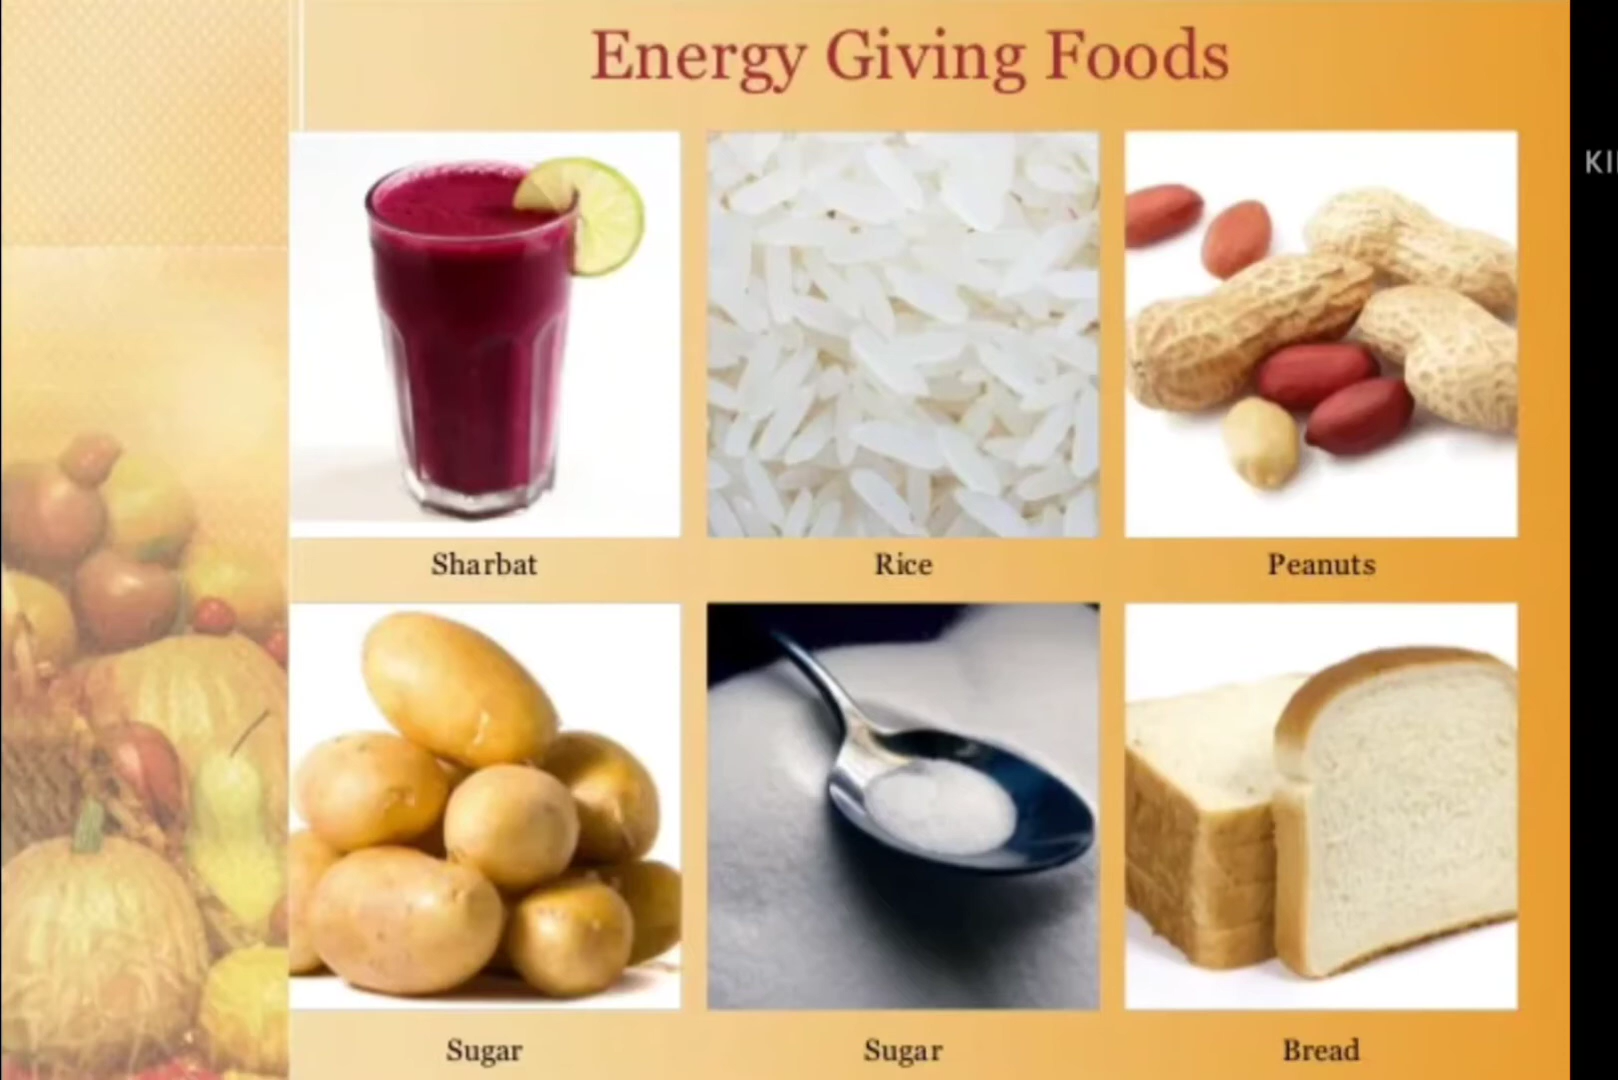 Energy Giving Foods
Sharbat
Rice
Peanuts
Sugar
Sugar
Bread